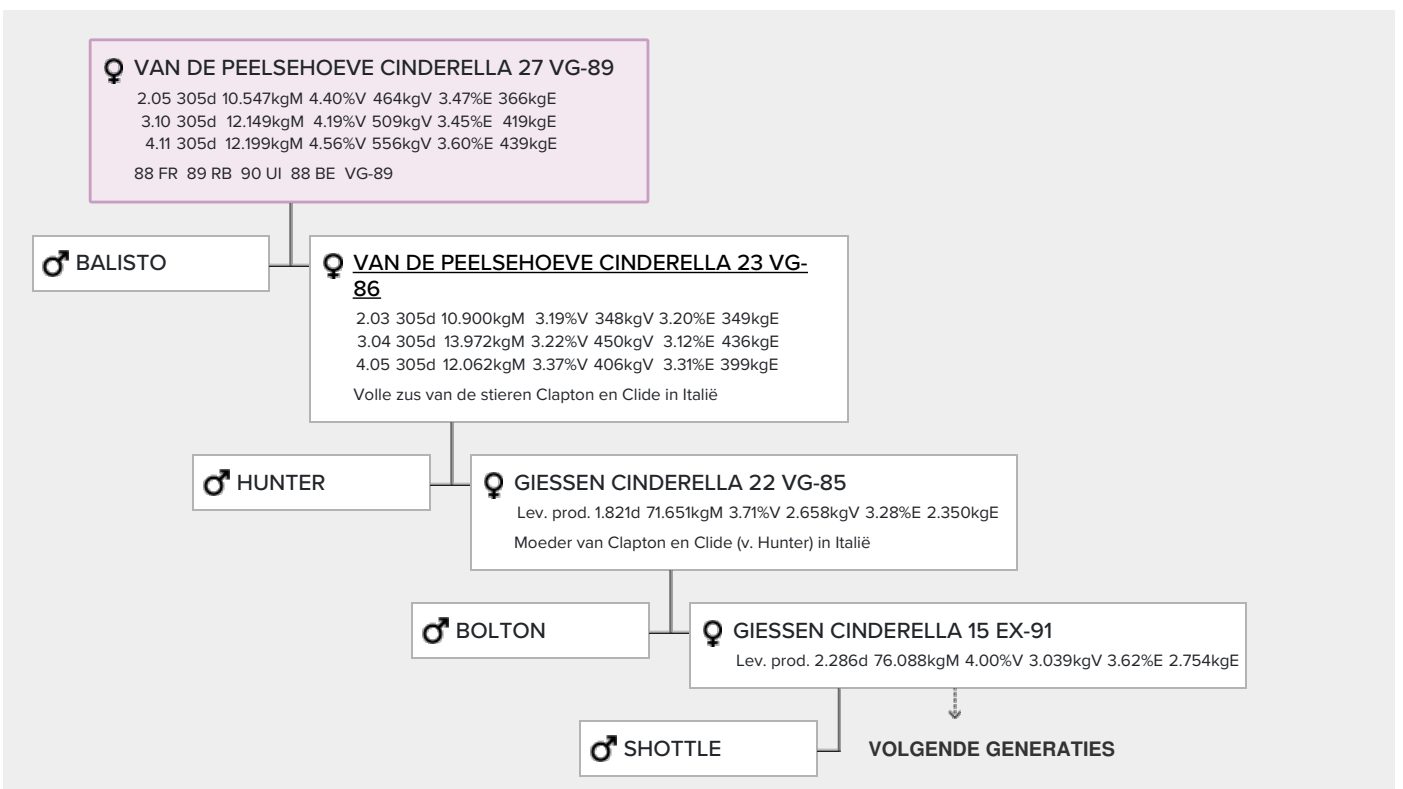 VAN DE PEELSEHOEVE CINDERELLA 27 VG-89
2.05 305d 10.547kgM 4.40%V 464kgV 3.47%E 366kgE
3.10 305d 12.149kgM 4.19%V 509kgV 3.45%E 419kgE
4.11 305d 12.199kgM 4.56%V 556kgV 3.60%E 439kgE
88 FR 89 RB 90 UI 88 BE VG-89
BALISTO
VAN DE PEELSEHOEVE CINDERELLA 23 VG-
86
2.03 305d 10.900kgM 3.19%V 348kgV 3.20%E 349kgE
3.04 305d 13.972kgM 3.22%V 450kgV 3.12%E 436kgE
4.05 305d 12.062kgM 3.37%V 406kgV 3.31%E 399kgE
Volle zus van de stieren Clapton en Clide in Italië
HUNTER
GIESSEN CINDERELLA 22 VG-85
Lev. prod. 1.821d 71.651kgM 3.71%V 2.658kgV 3.28%E 2.350kgE
Moeder van Clapton en Clide (v. Hunter) in Italië
BOLTON
GIESSEN CINDERELLA 15 EX-91
Lev. prod. 2.286d 76.088kgM 4.00%V 3.039kgV 3.62%E 2.754kgE
SHOTTLE
VOLGENDE GENERATIES